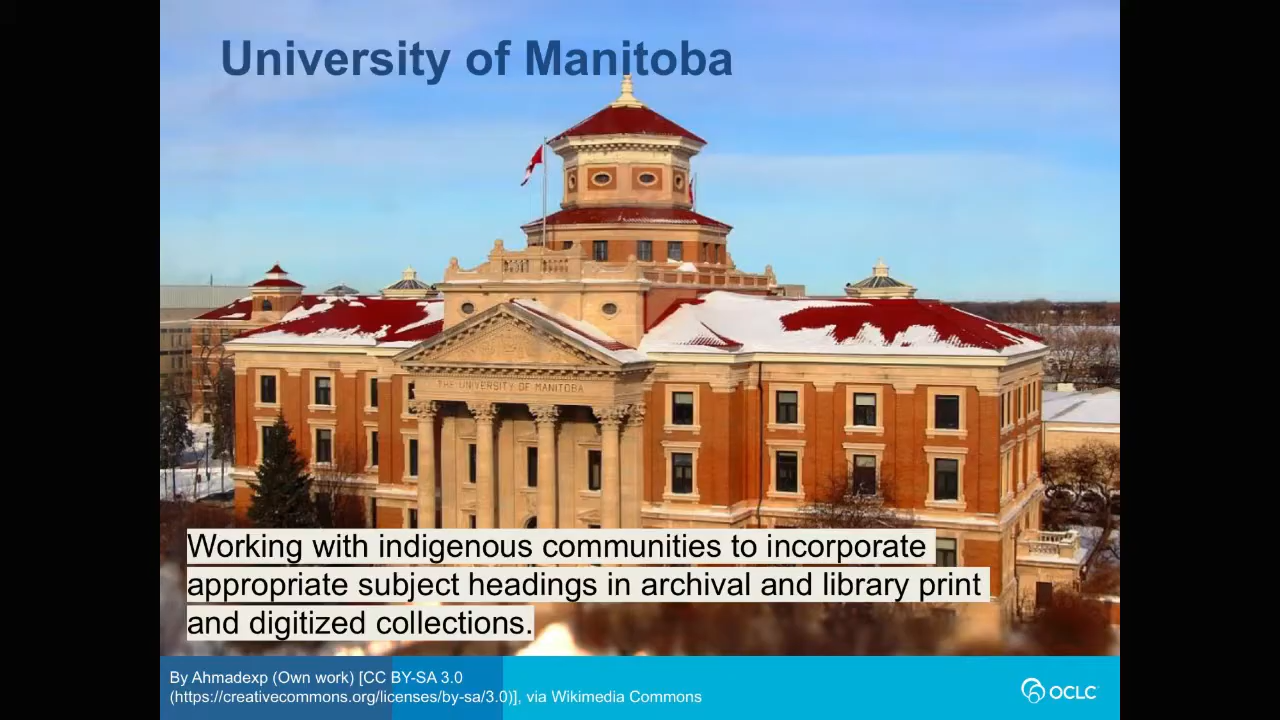 University of Manitoba
THE UNIVERSITY OF MANITOBA
Working with indigenous communities to incorporate
appropriate subject headings in archival and library print
and digitized collections.
By Ahmadexp (Own work) [CC BY-SA 3.0
(https://creativecommons.org/licenses/by-sa/3.0)], via Wikimedia Commons
OCLC